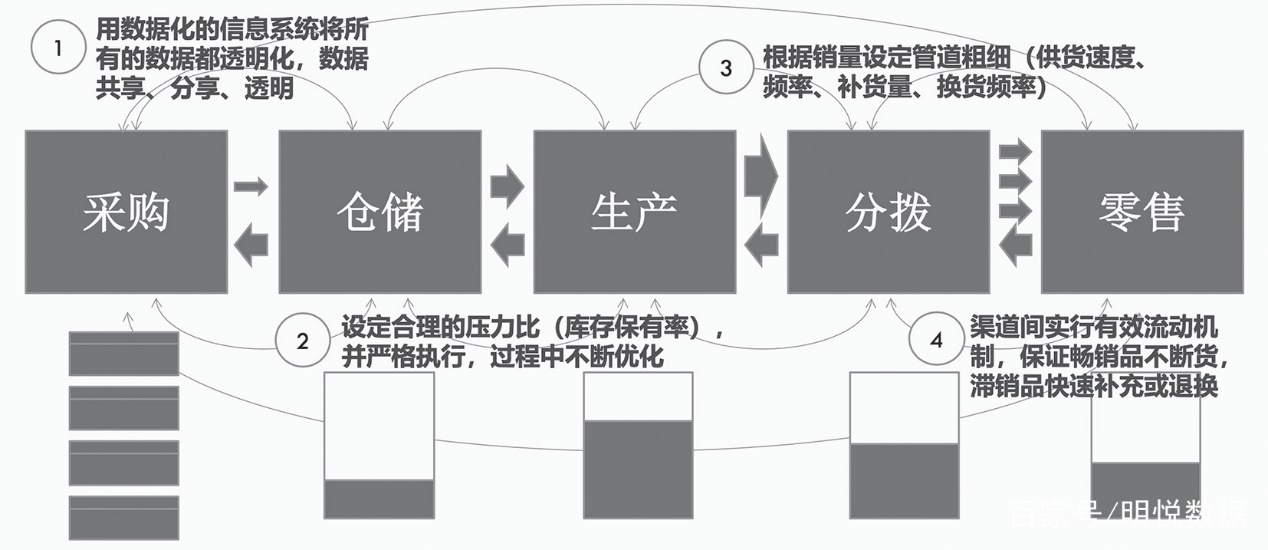 1
用数据化的信息系统将所
有的数据都透明化，数据
共享、分享、透明
3
根据销量设定管道粗细（供货速度、
频率、补货量、换货频率）
采购
仓储
生产
分拨
零售
2
设定合理的压力比（库存保有率），
并严格执行，过程中不断优化
4
渠道间实行有效流动机
制，保证畅销品不断货，
滞销品快速补充或退换
百家号/明悦数据